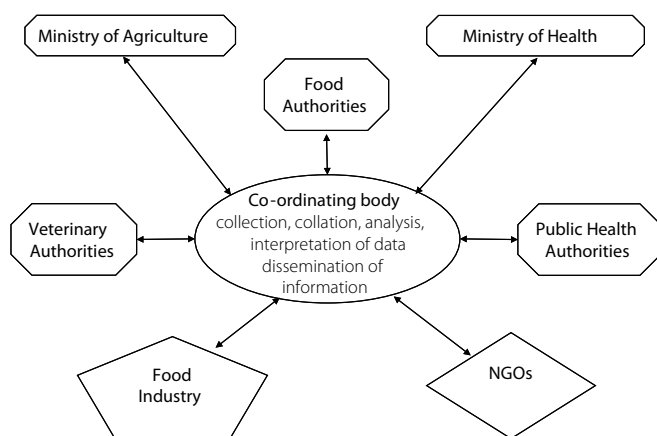 Ministry of Agriculture
Ministry of Health
Food
Authorities
Co-ordinating body
collection, collation, analysis,
interpretation of data
dissemination of
information
Veterinary
Authorities
Public Health
Authorities
Food
Industry
NGOs